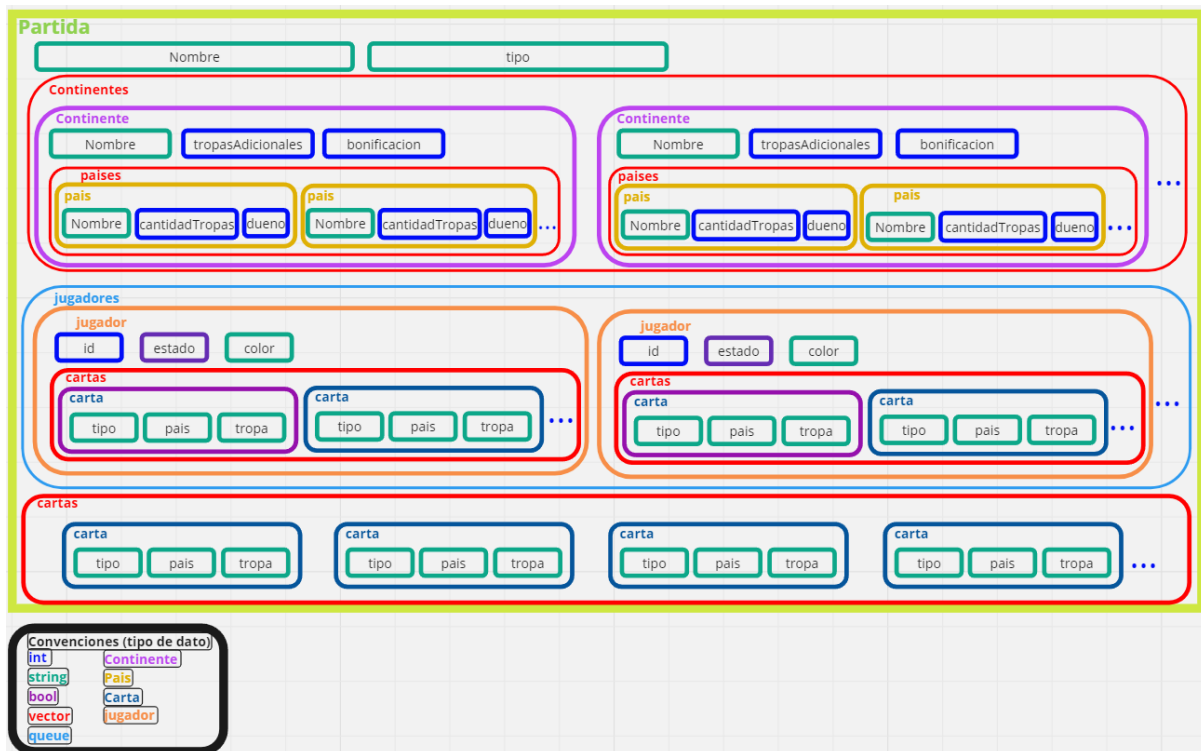 Partida
Nombre tipo
Continentes
Continente Continente
Nombre tropasAdicionales bonificacion Nombre tropasAdicionales bonificacion
paises paises
pais pais pais pais
Nombre cantidadTropas dueno Nombre cantidadTropas dueno ... Nombre cantidadTropas dueno Nombre cantidadTropas dueno ...
...
jugadores
jugador jugador
id estado color id estado color
cartas cartas
carta carta carta carta
tipo pais tropa tipo pais tropa ... tipo pais tropa tipo pais tropa ...
...
cartas
carta carta carta carta
tipo pais tropa tipo pais tropa tipo pais tropa tipo pais tropa ...
Convenciones (tipo de dato)
int Continente
string Pais
bool Carta
vector jugador
queue